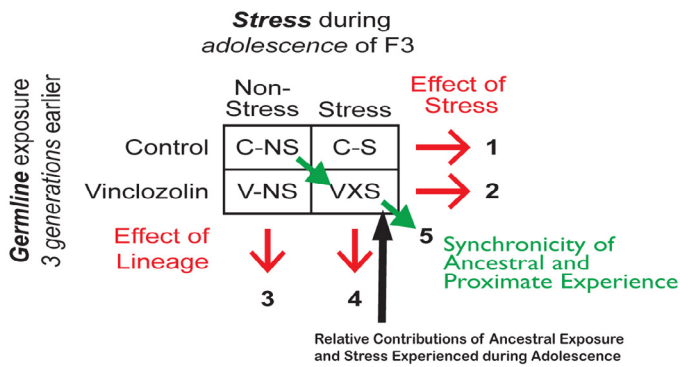 Stress during
adolescence of F3
Germline exposure
3 generations earlier
Non-
Stress
Stress
Effect of
Stress
Control
C-NS
C-S
1
Vinclozolin
V-NS
VXS
2
Effect of
Lineage
3
4
5
Synchronicity of
Ancestral and
Proximate Experience
Relative Contributions of Ancestral Exposure
and Stress Experienced during Adolescence